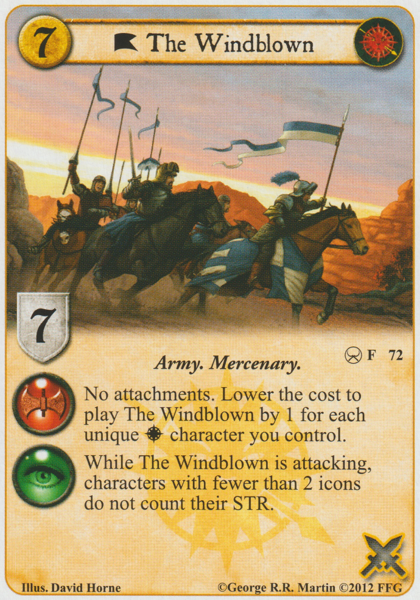 7 The Windblown
7
F 72
Army. Mercenary.
No attachments. Lower the cost to
play The Windblown by 1 for each
unique character you control.
While The Windblown is attacking,
characters with fewer than 2 icons
do not count their STR.
Illus. David Horne ©George R.R. Martin ©2012 FFG